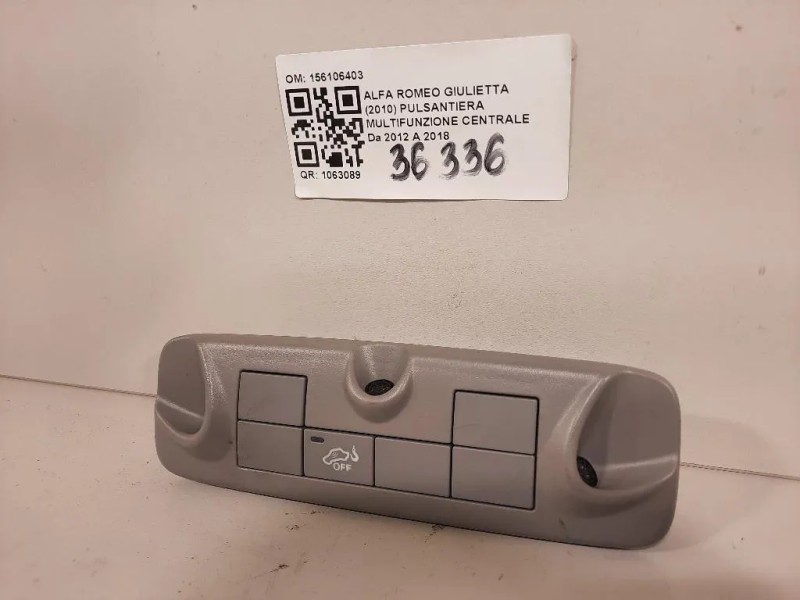 OM: 156106403
ALFA ROMEO GIULIETTA
(2010) PULSANTIERA
MULTIFUNZIONE CENTRALE
Da 2012 A 2018
36 336
QR: 1063089
OFF